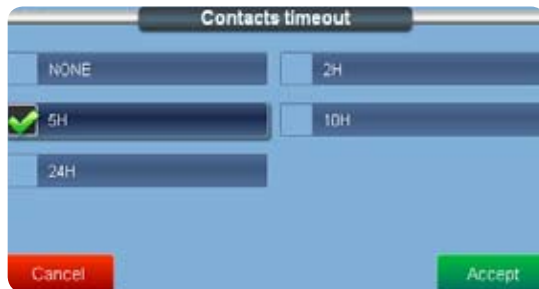 Contacts timeout
NONE
2H
5H
10H
24H
Cancel
Accept